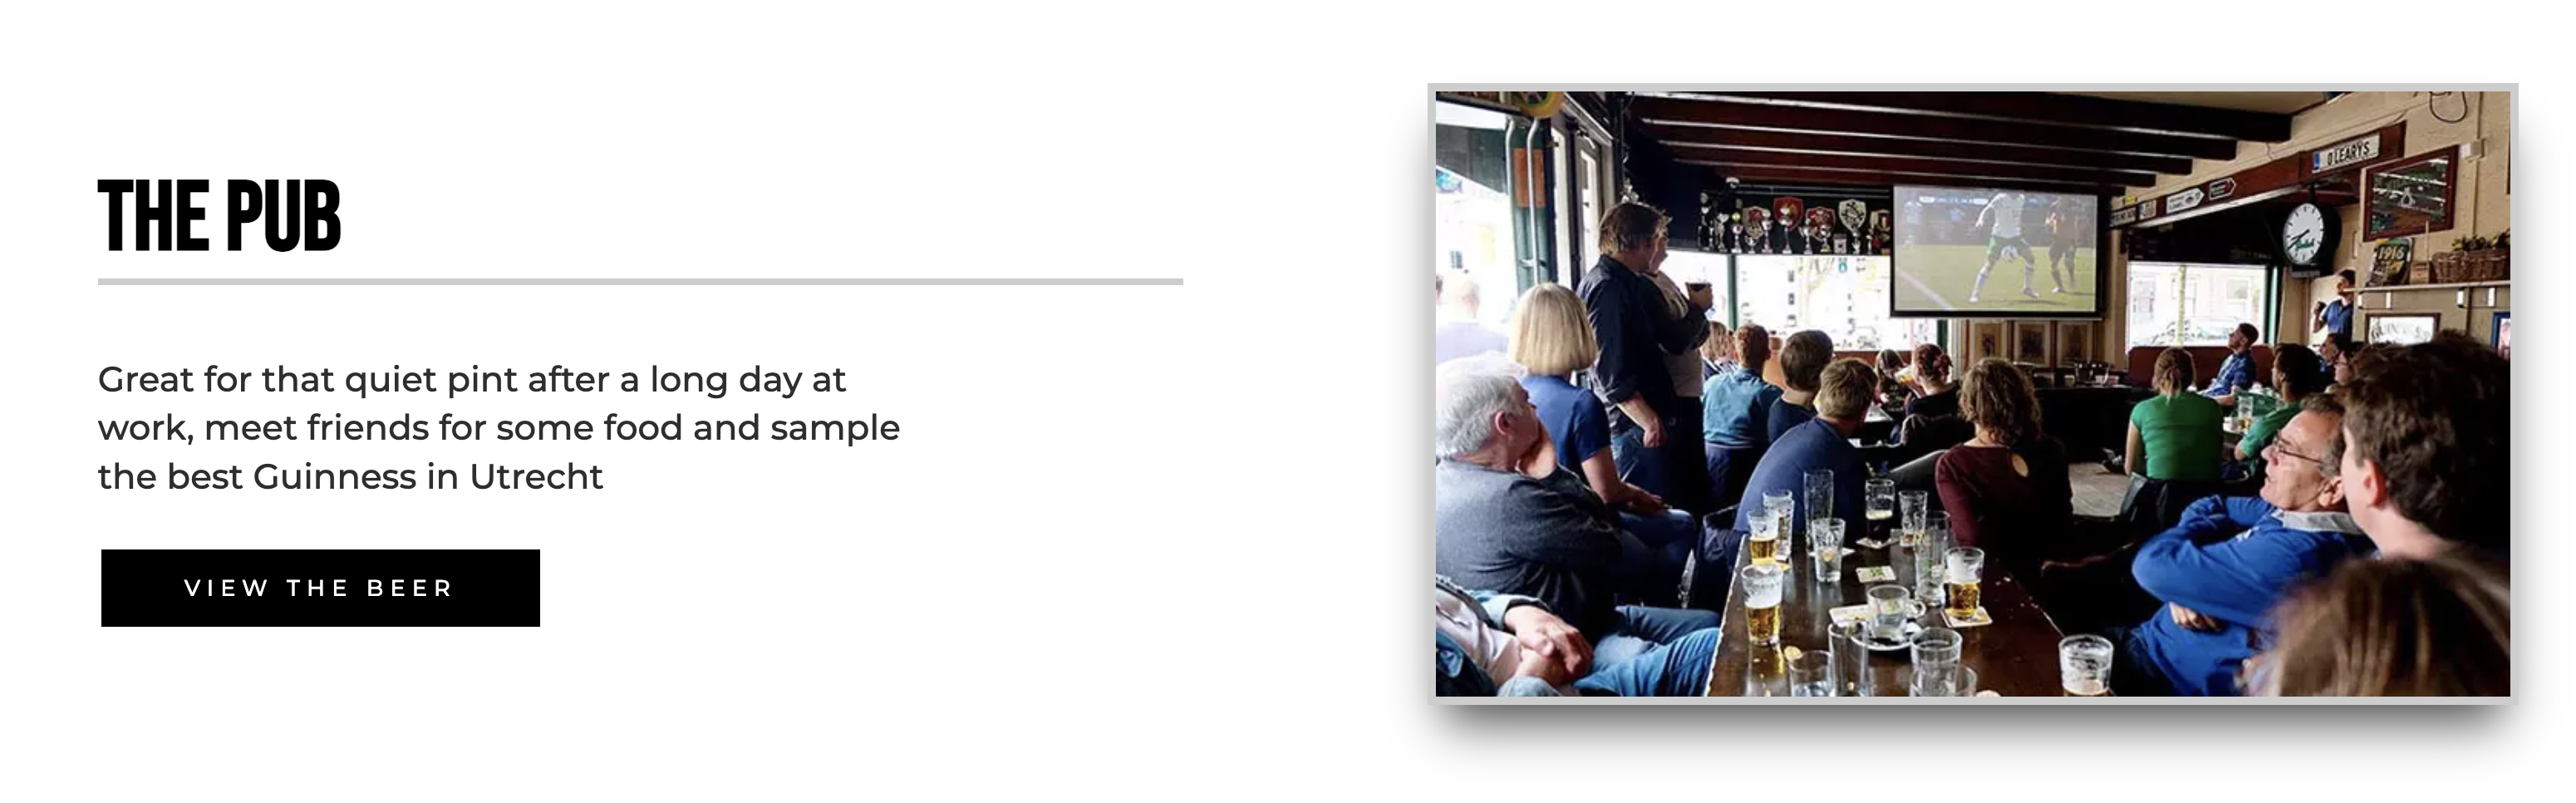 THE PUB
Great for that quiet pint after a long day at
work, meet friends for some food and sample
the best Guinness in Utrecht
VIEW THE BEER
O'LEARYS
1916